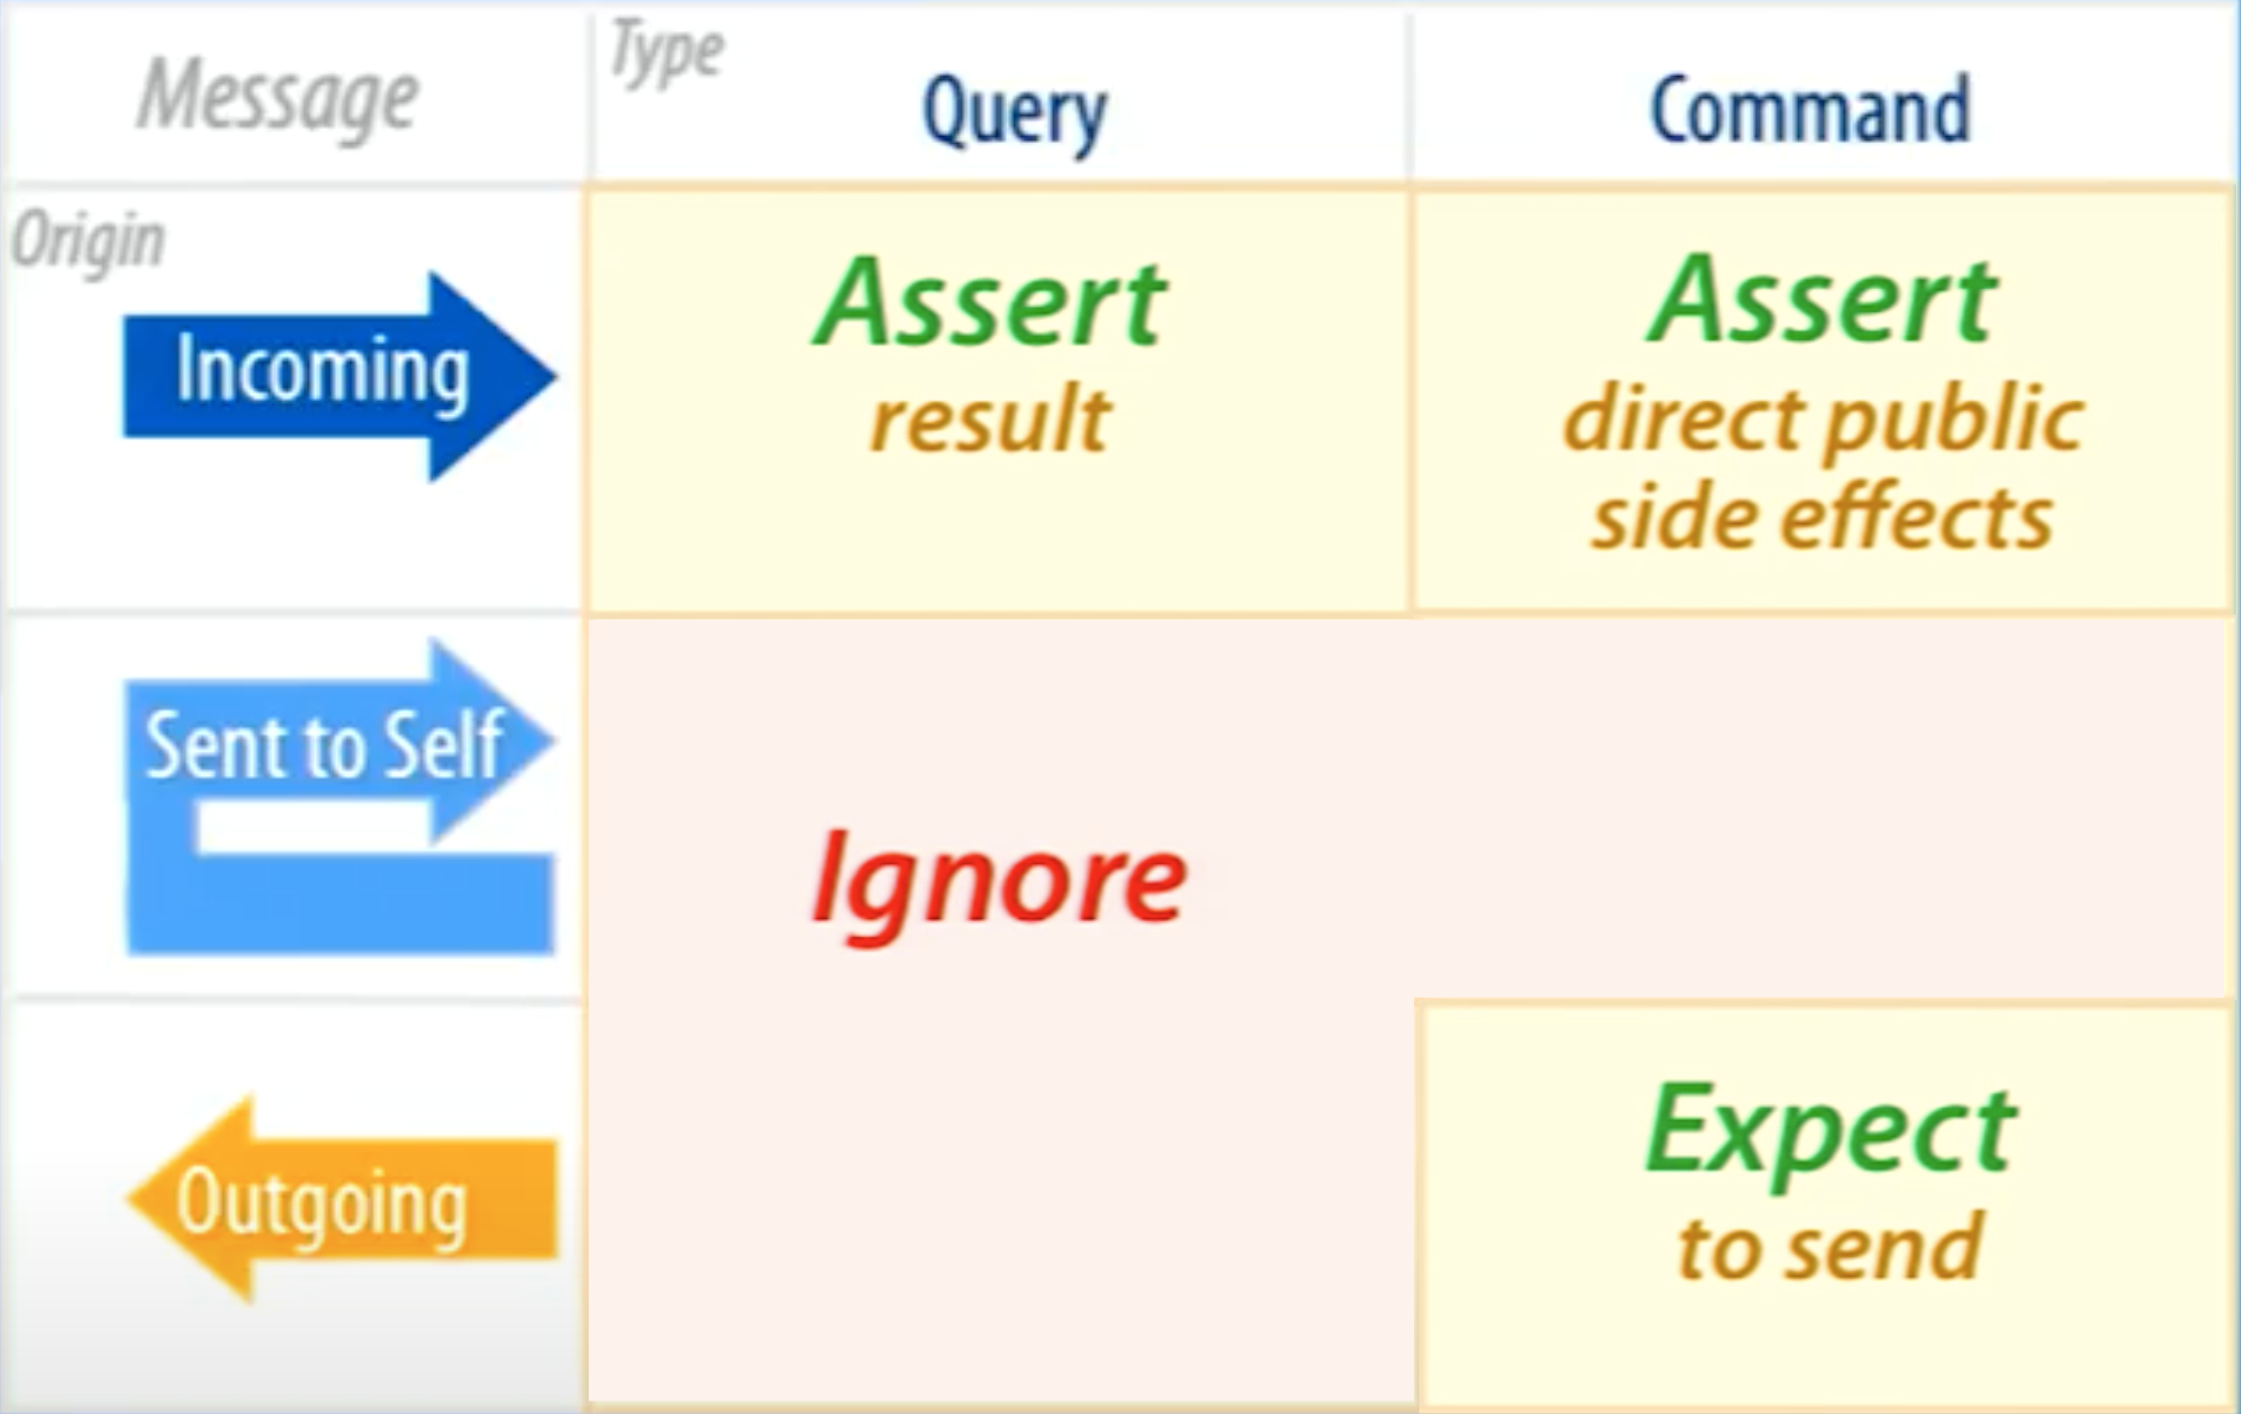 Message
Type
Query
Command
Origin
Incoming
Assert
result
Assert
direct public
side effects
Sent to Self
Ignore
Outgoing
Expect
to send